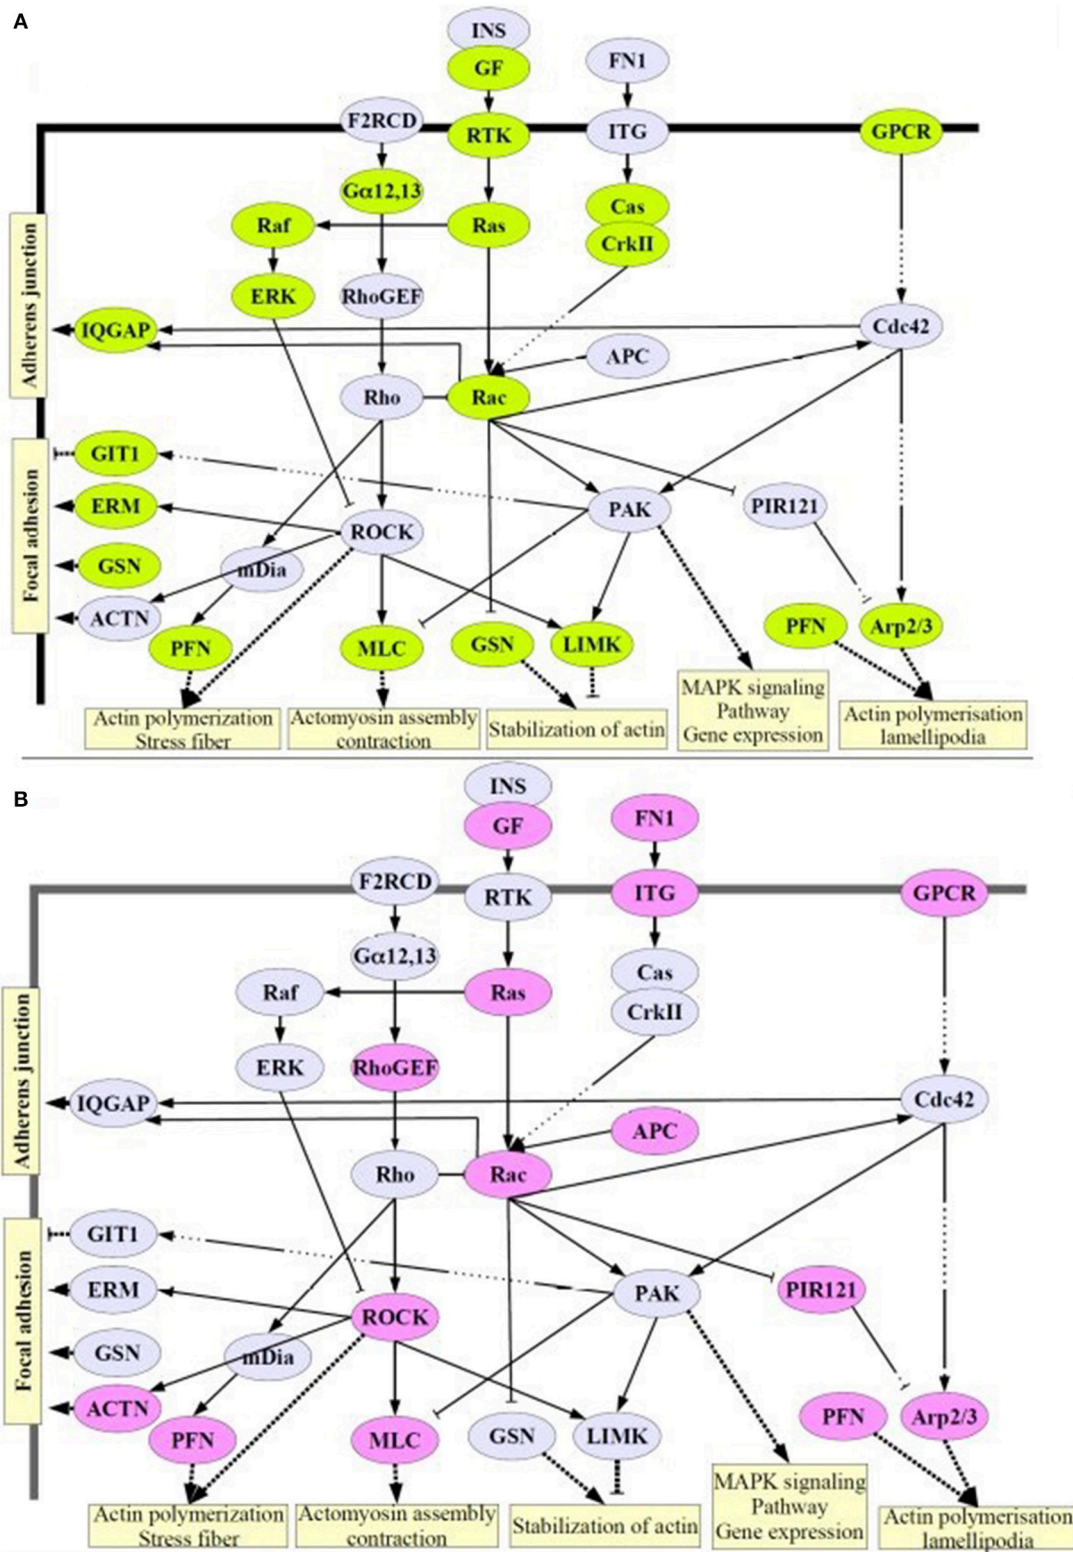 A
INS
GF
FN1
F2RCD
RTK
ITG
GPCR
Gα12,13
Cas
Raf
Ras
CrkII
ERK
RhoGEF
Adherens junction
IQGAP
Cdc42
APC
Rho
Rac
GIT1
Focal adhesion
ERM
PAK
PIR121
ROCK
GSN
mDia
ACTN
PFN
MLC
GSN
LIMK
PFN
Arp2/3
Actin polymerization
Stress fiber
Actomyosin assembly
contraction
Stabilization of actin
MAPK signaling
Pathway
Gene expression
Actin polymerisation
lamellipodia
B
INS
GF
FN1
F2RCD
RTK
ITG
GPCR
Gα12,13
Cas
Raf
Ras
CrkII
ERK
RhoGEF
Adherens junction
IQGAP
Cdc42
APC
Rho
Rac
GIT1
Focal adhesion
ERM
PAK
PIR121
ROCK
GSN
mDia
ACTN
PFN
MLC
GSN
LIMK
PFN
Arp2/3
Actin polymerization
Stress fiber
Actomyosin assembly
contraction
Stabilization of actin
MAPK signaling
Pathway
Gene expression
Actin polymerisation
lamellipodia